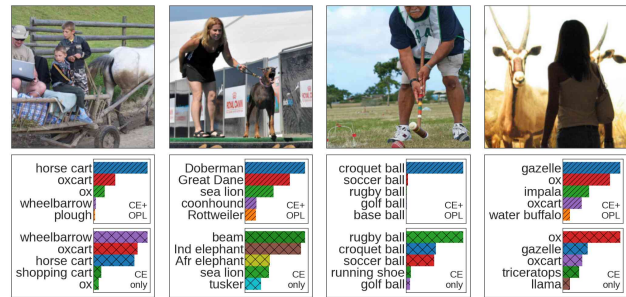 horse cart
oxcart
ox
wheelbarrow
plough
CE+
OPL
Doberman
Great Dane
sea lion
coonhound
Rottweiler
CE+
OPL
croquet ball
soccer ball
rugby ball
golf ball
base ball
CE+
OPL
gazelle
ox
impala
oxcart
water buffalo
CE+
OPL
wheelbarrow
oxcart
horse cart
shopping cart
ox
CE
only
beam
Ind elephant
Afr elephant
sea lion
tusker
CE
only
rugby ball
croquet ball
soccer ball
running shoe
golf ball
CE
only
ox
gazelle
oxcart
triceratops
llama
CE
only